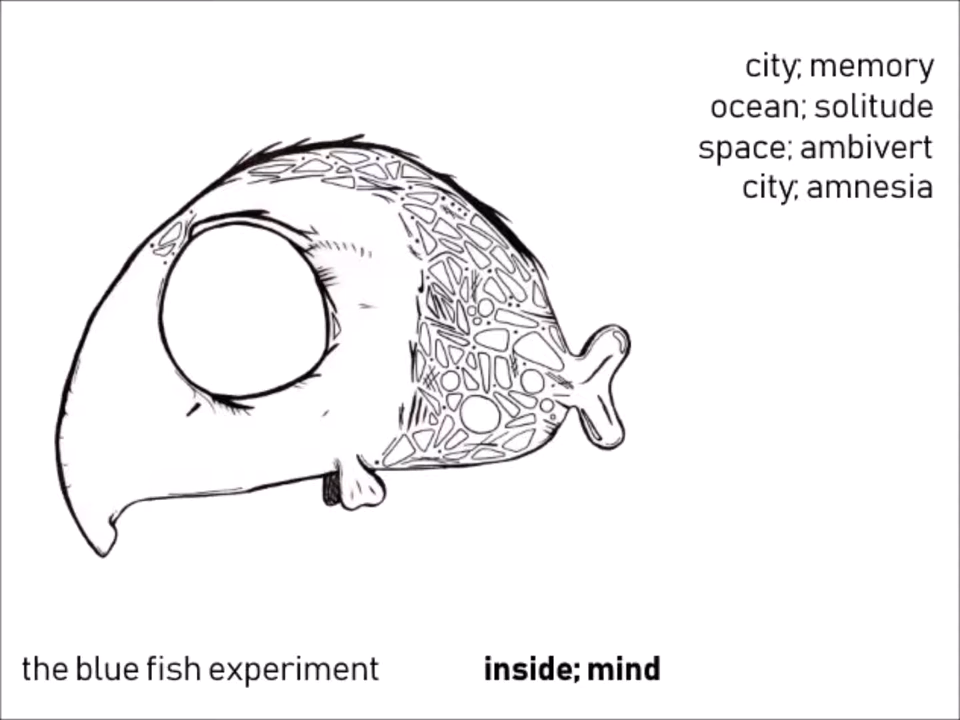 city; memory
ocean; solitude
space; ambivert
city; amnesia
the blue fish experiment
inside; mind